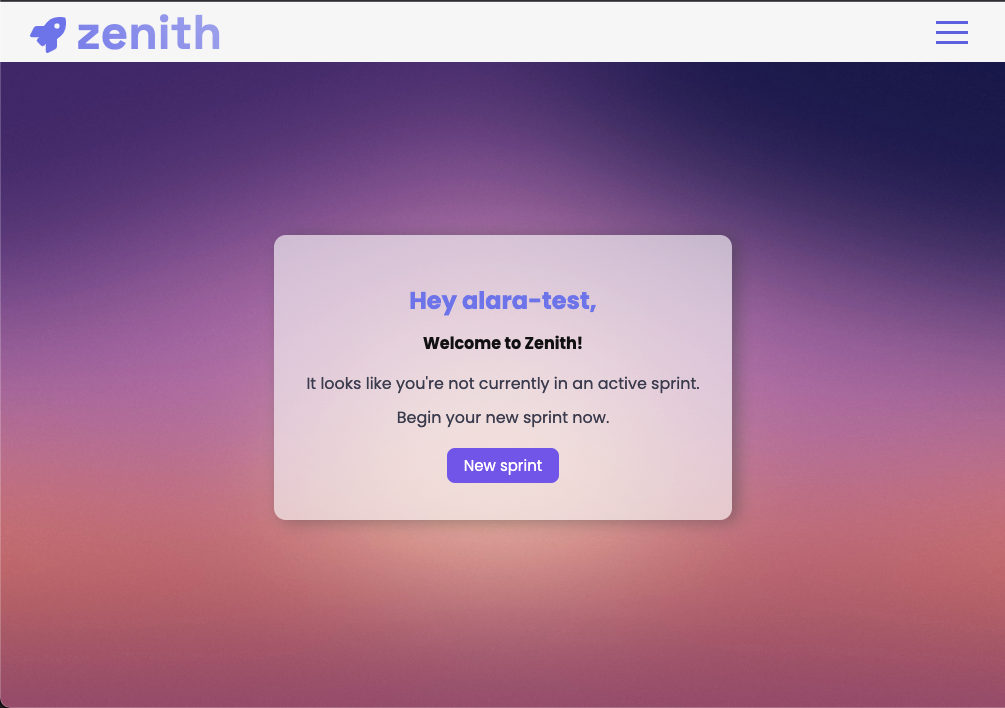 zenith
Hey alara-test,
Welcome to Zenith!
It looks like you're not currently in an active sprint.
Begin your new sprint now.
New sprint